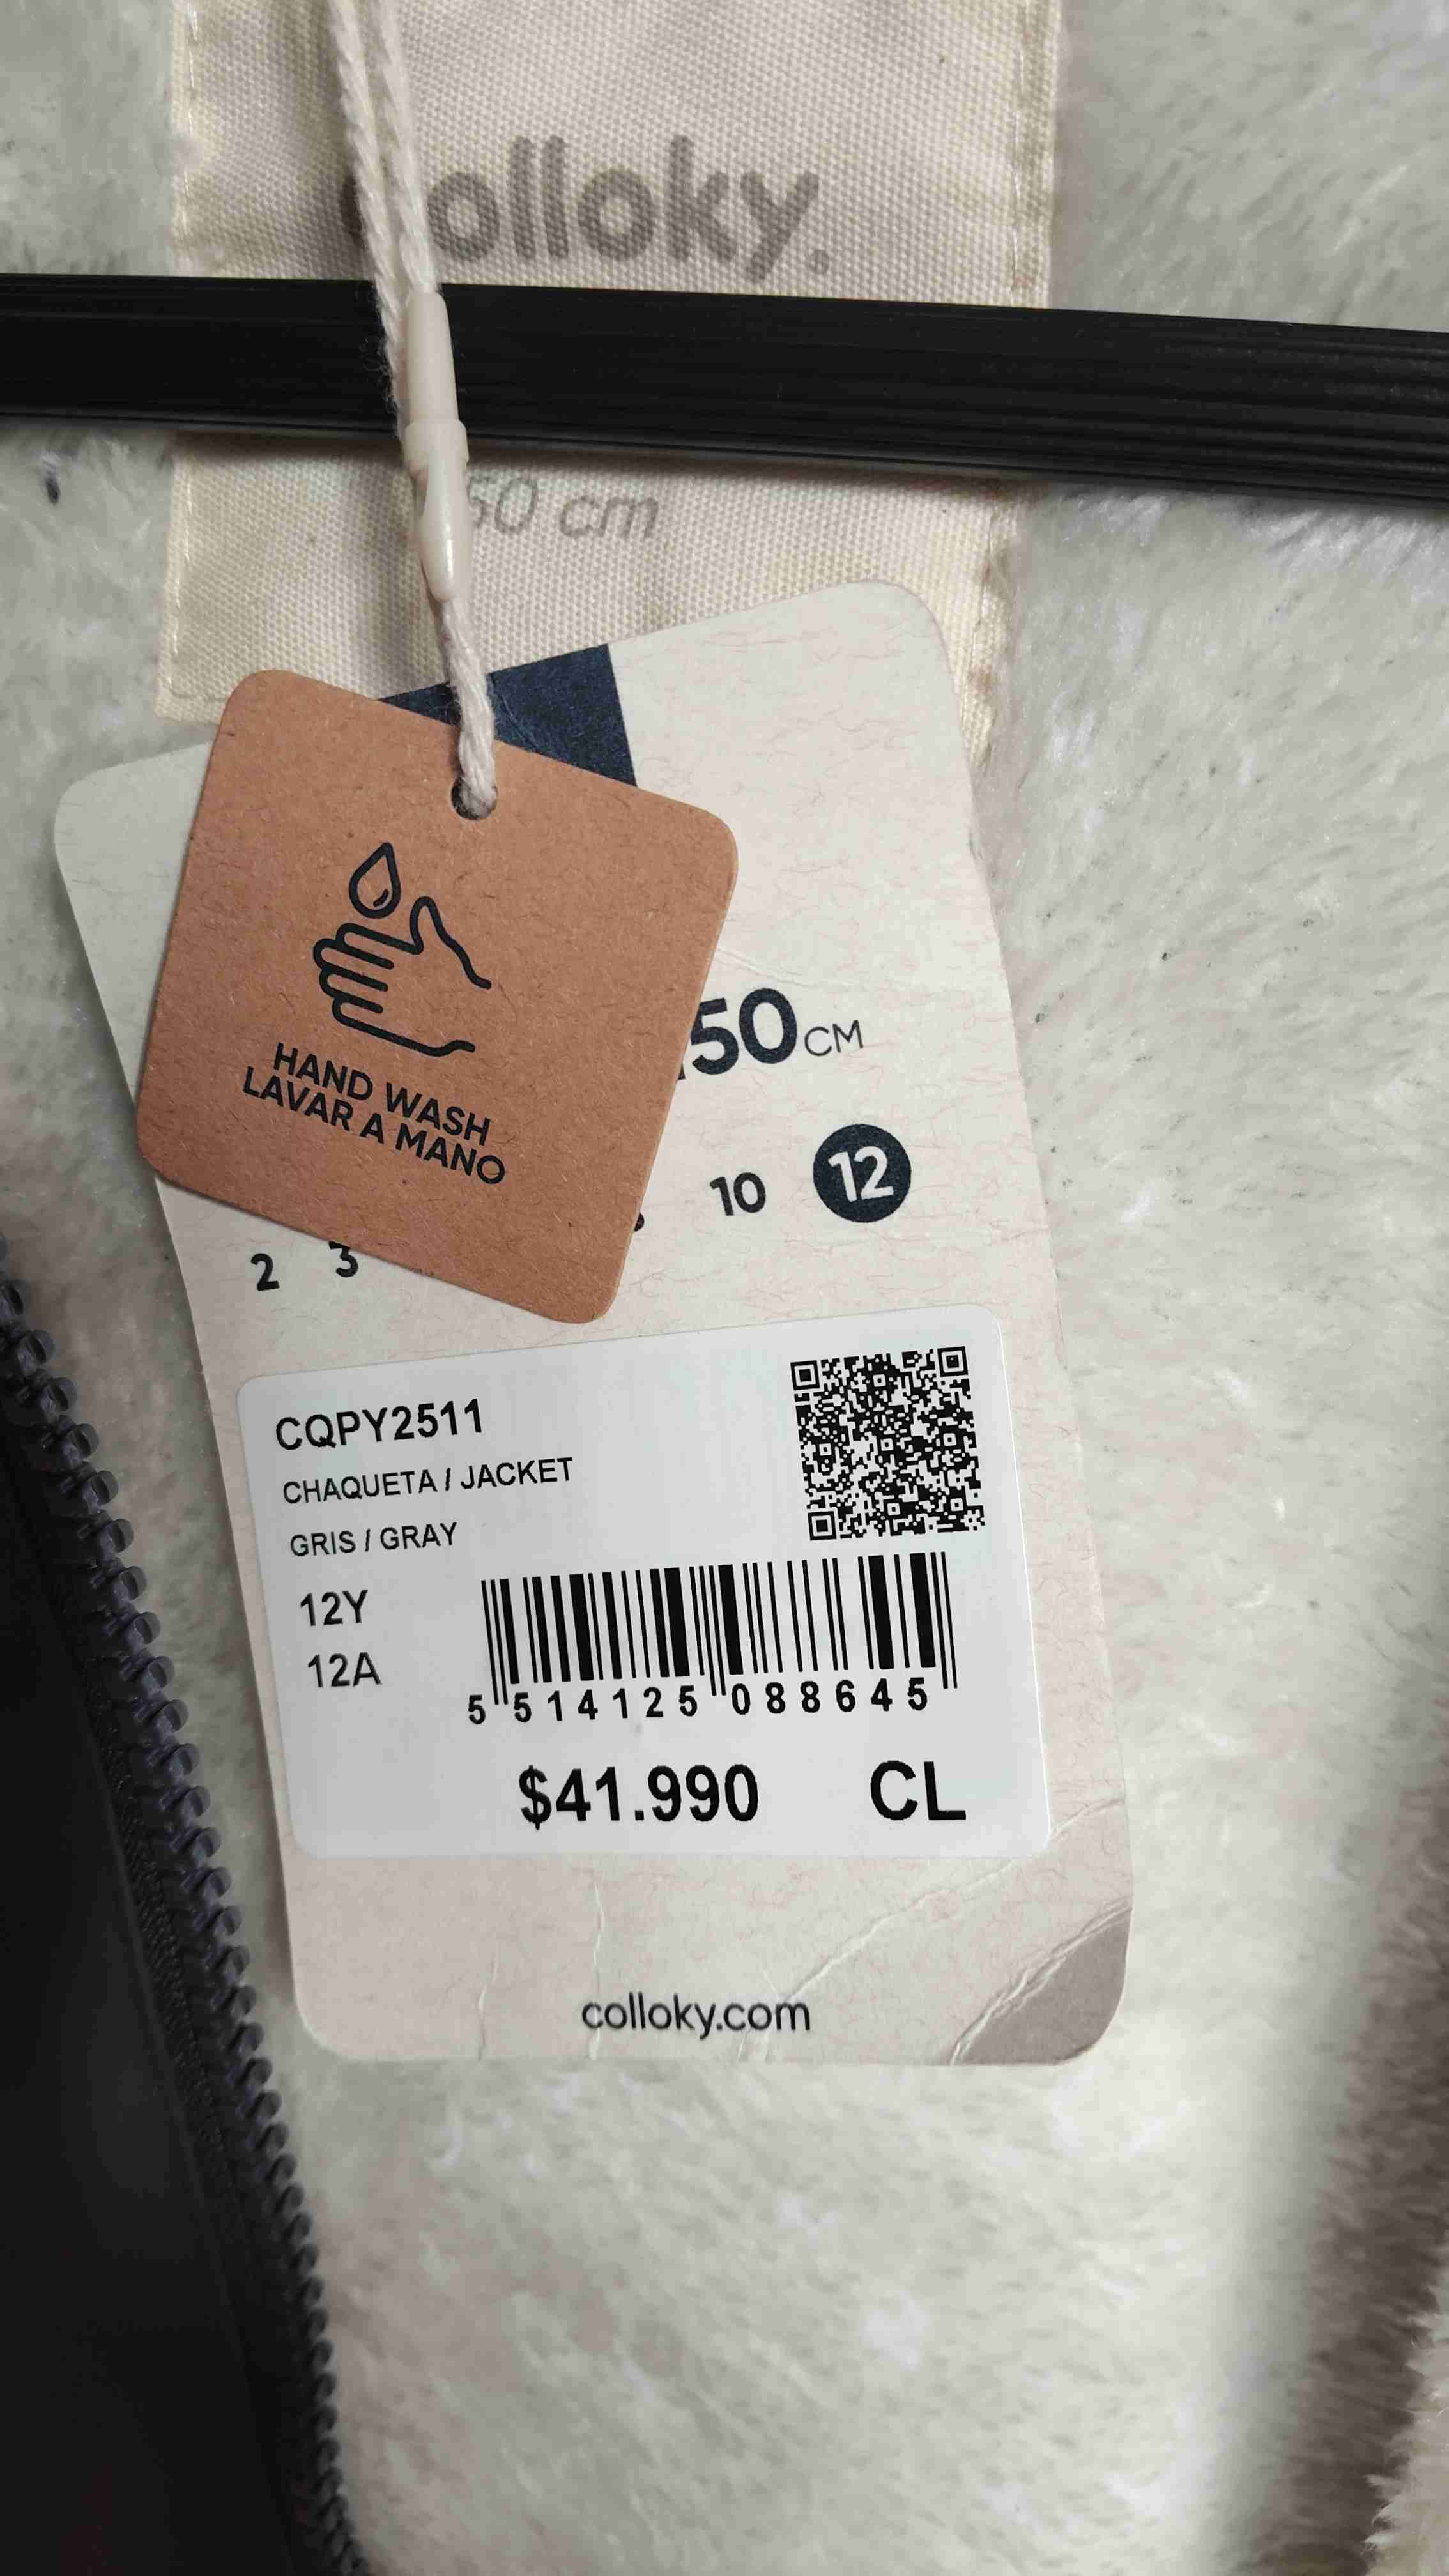 olloky.
50 cm
HAND WASH
LAVAR A MANO
50 CM
2 3 10 12
CQPY2511
CHAQUETA / JACKET
GRIS / GRAY
12Y
12A
5 514125 088645
$41.990 CL
colloky.com